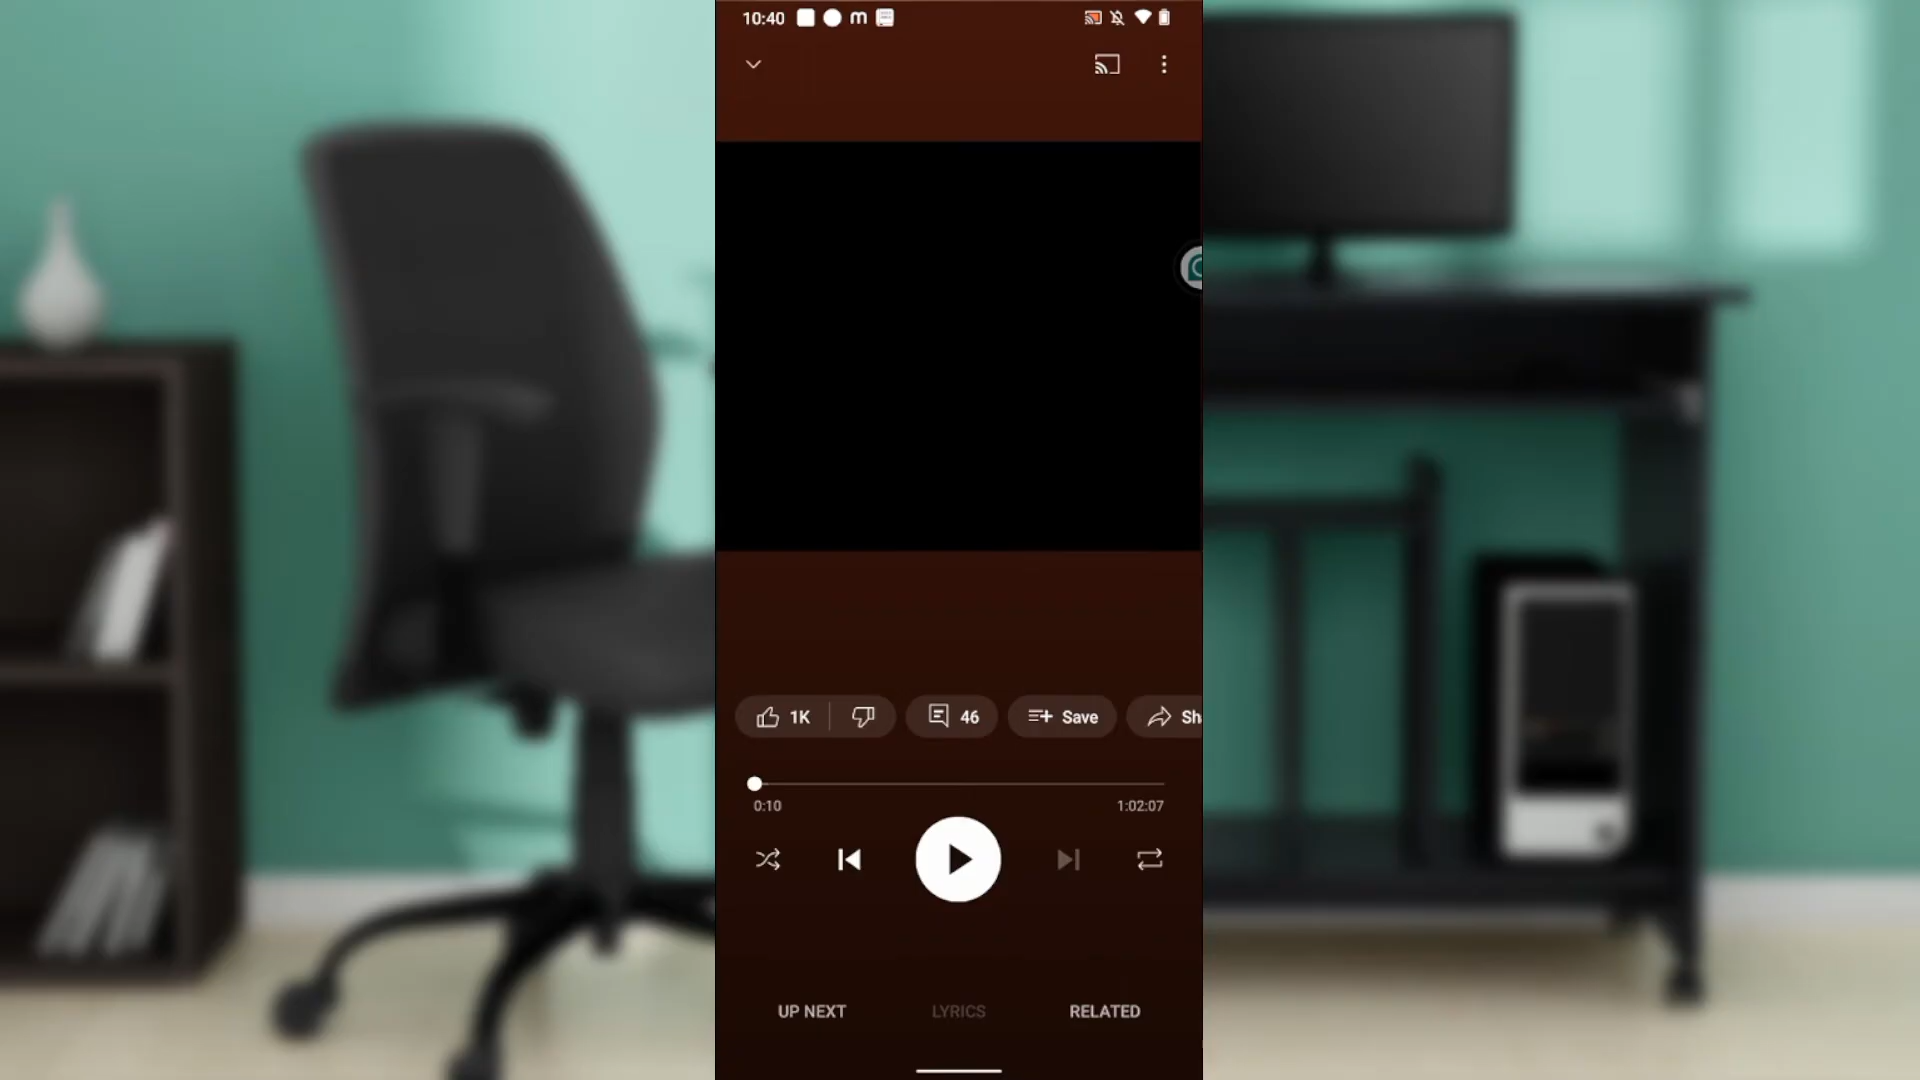 10:40
1K
46
Save
Sh
0:10
1:02:07
UP NEXT
LYRICS
RELATED